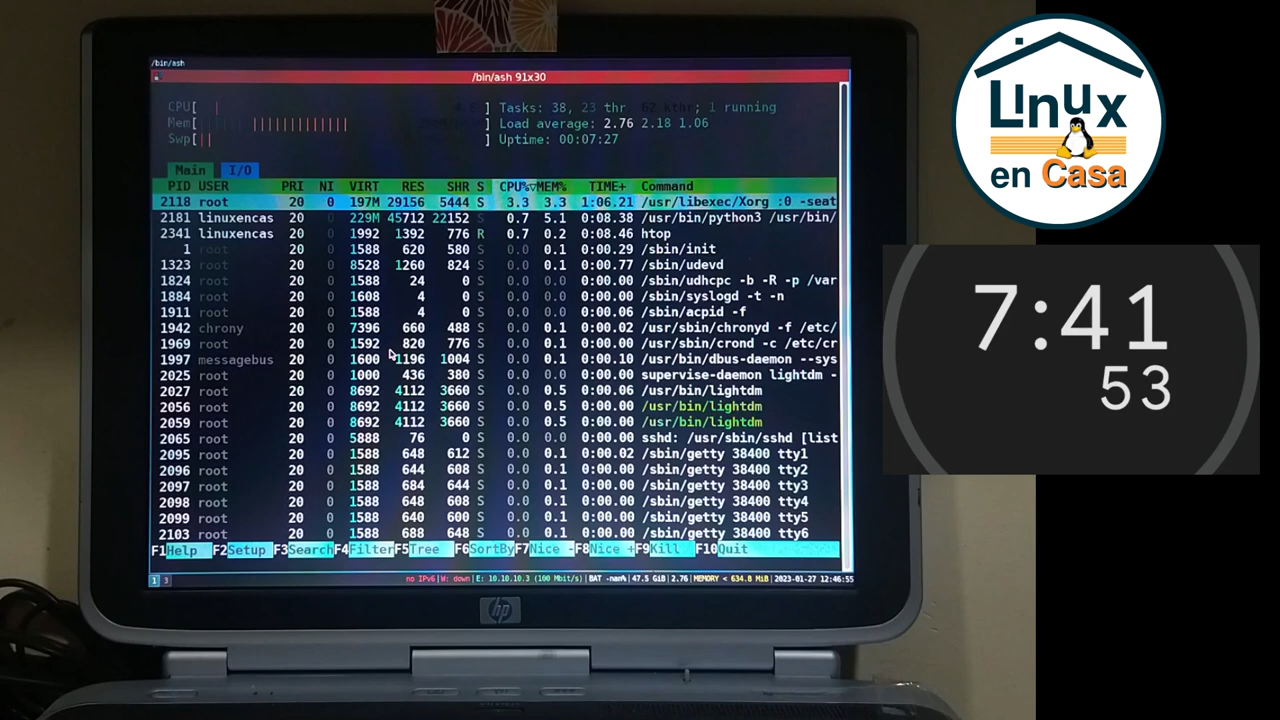 /bin/ash
/bin/ash 91x30
CPU[ | ] Tasks: 38, 23 thr, 62 kthr; 1 running
Mem[ ||||||||||||| ] Load average: 2.76 2.18 1.06
Swp[|| ] Uptime: 00:07:27
Main I/O
PID USER PRI NI VIRT RES SHR S CPU%▽MEM% TIME+ Command
2118 root 20 0 197M 29156 5444 S 3.3 3.3 1:06.21 /usr/libexec/Xorg :0 -seat
2181 linuxencas 20 0 229M 45712 22152 S 0.7 5.1 0:08.38 /usr/bin/python3 /usr/bin/
2341 linuxencas 20 0 1992 1392 776 R 0.7 0.2 0:08.46 htop
1 root 20 0 1588 620 580 S 0.0 0.1 0:00.29 /sbin/init
1323 root 20 0 8528 1260 824 S 0.0 0.1 0:00.77 /sbin/udevd
1824 root 20 0 1588 24 0 S 0.0 0.0 0:00.00 /sbin/udhcpc -b -R -p /var
1884 root 20 0 1608 4 0 S 0.0 0.0 0:00.06 /sbin/syslogd -t -n
1911 root 20 0 1588 4 0 S 0.0 0.0 0:00.06 /sbin/acpid -f
1942 chrony 20 0 7396 660 488 S 0.0 0.1 0:00.02 /usr/sbin/chronyd -f /etc/
1969 root 20 0 1592 820 776 S 0.0 0.1 0:00.00 /usr/sbin/crond -c /etc/cr
1997 messagebus 20 0 1600 1196 1004 S 0.0 0.1 0:00.10 /usr/bin/dbus-daemon --sys
2025 root 20 0 1000 436 380 S 0.0 0.0 0:00.00 supervise-daemon lightdm -
2027 root 20 0 8692 4112 3660 S 0.0 0.5 0:00.06 /usr/bin/lightdm
2056 root 20 0 8692 4112 3660 S 0.0 0.5 0:00.00 /usr/bin/lightdm
2059 root 20 0 8692 4112 3660 S 0.0 0.5 0:00.00 /usr/bin/lightdm
2065 root 20 0 5888 76 0 S 0.0 0.0 0:00.00 sshd: /usr/sbin/sshd [list
2095 root 20 0 1588 648 612 S 0.0 0.1 0:00.02 /sbin/getty 38400 tty1
2096 root 20 0 1588 644 608 S 0.0 0.1 0:00.00 /sbin/getty 38400 tty2
2097 root 20 0 1588 684 644 S 0.0 0.1 0:00.00 /sbin/getty 38400 tty3
2098 root 20 0 1588 648 608 S 0.0 0.1 0:00.00 /sbin/getty 38400 tty4
2099 root 20 0 1588 640 600 S 0.0 0.1 0:00.00 /sbin/getty 38400 tty5
2103 root 20 0 1588 688 648 S 0.0 0.1 0:00.00 /sbin/getty 38400 tty6
F1Help F2Setup F3SearchF4FilterF5Tree F6SortByF7Nice -F8Nice +F9Kill F10Quit
1 3 no IPv6|W: down|E: 10.10.10.3 (100 Mbit/s)|BAT -nan%|47.5 GiB|2.76|MEMORY < 634.0 MiB|2023-01-27 12:46:55
hp
Linux
en Casa
7:41
53